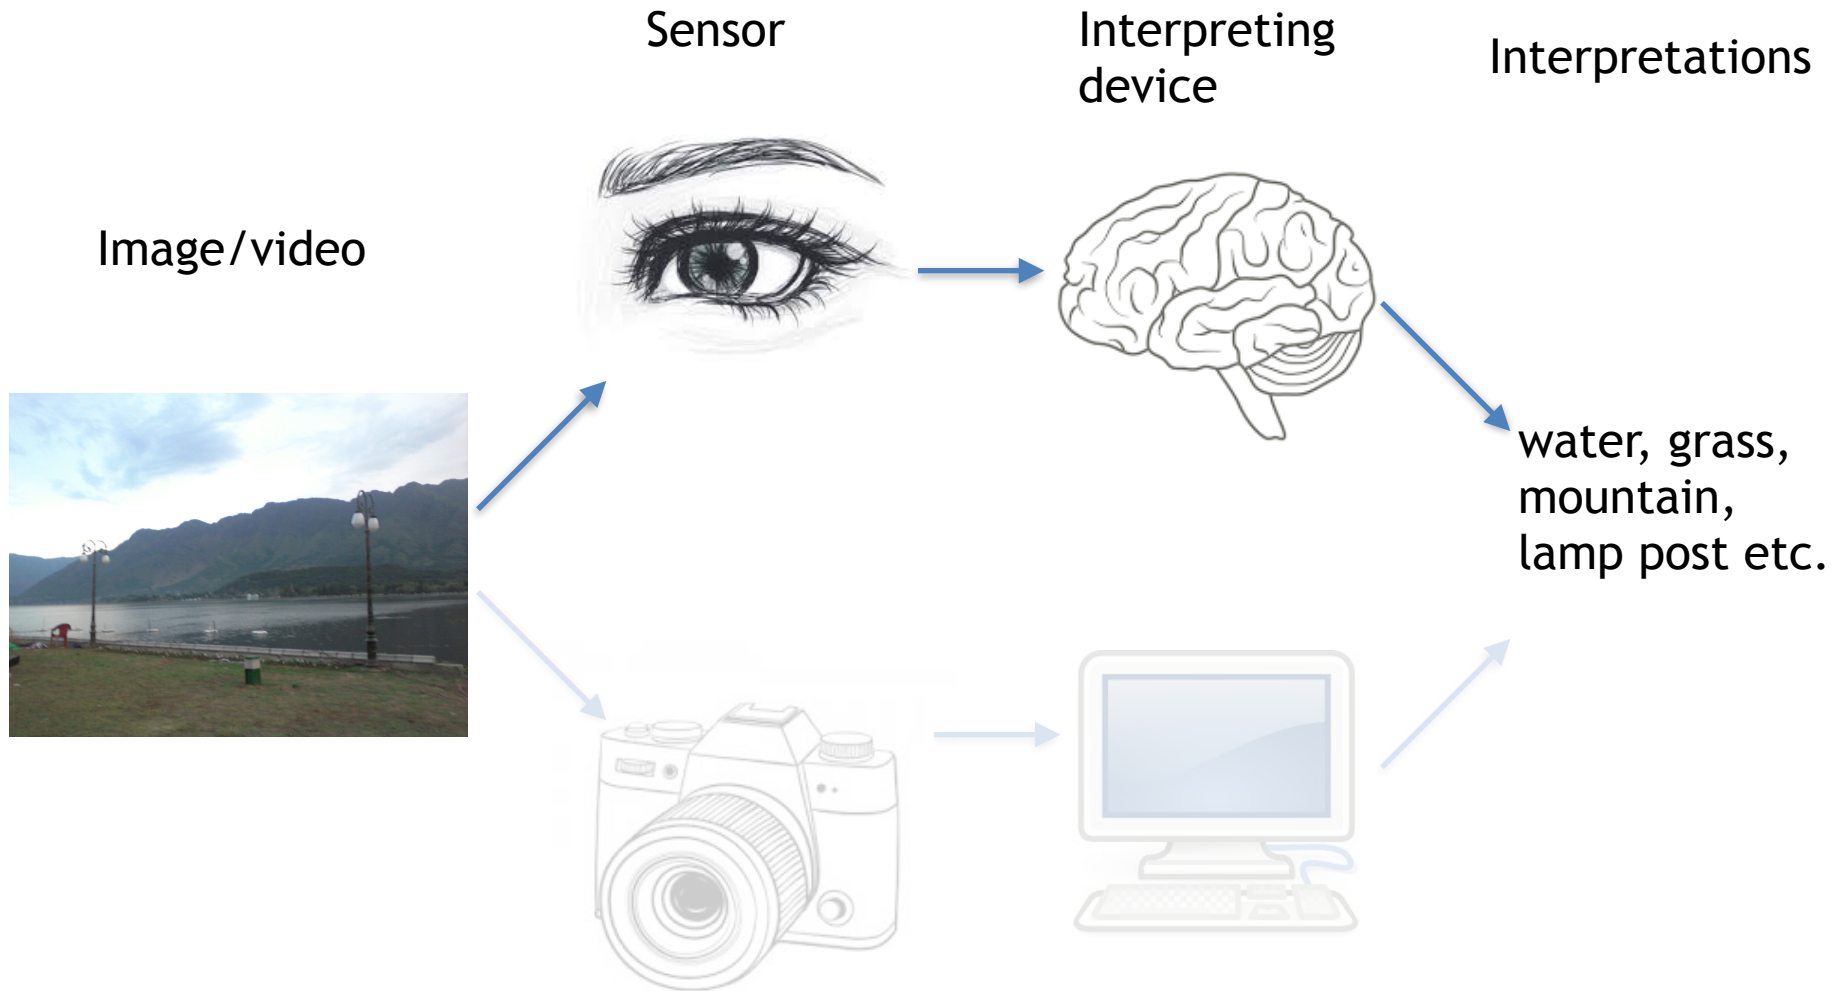 Sensor
Interpreting
device
Interpretations
Image/video
water, grass,
mountain,
lamp post etc.